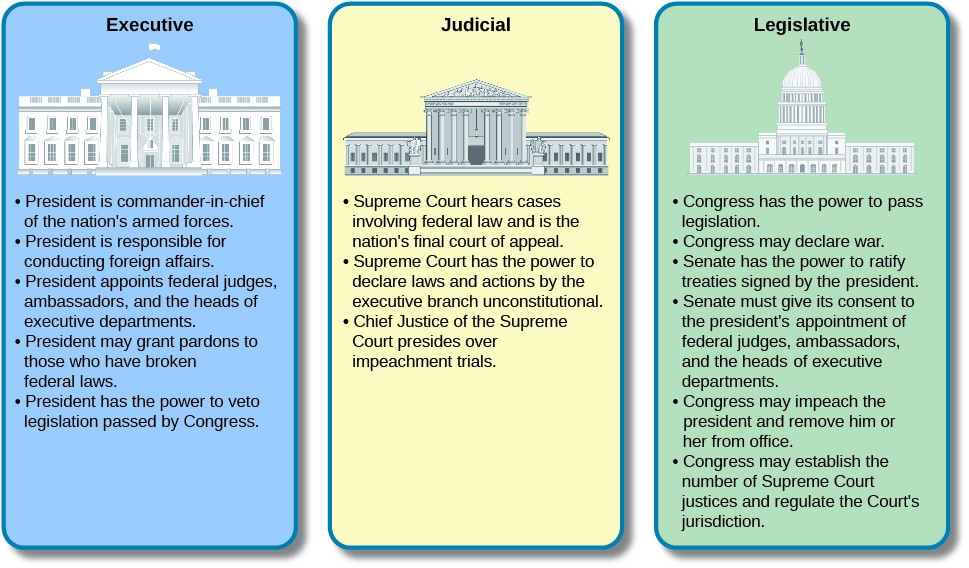 Executive
• President is commander-in-chief
of the nation's armed forces.
• President is responsible for
conducting foreign affairs.
• President appoints federal judges,
ambassadors, and the heads of
executive departments.
• President may grant pardons to
those who have broken
federal laws.
• President has the power to veto
legislation passed by Congress.
Judicial
• Supreme Court hears cases
involving federal law and is the
nation's final court of appeal.
• Supreme Court has the power to
declare laws and actions by the
executive branch unconstitutional.
• Chief Justice of the Supreme
Court presides over
impeachment trials.
Legislative
• Congress has the power to pass
legislation.
• Congress may declare war.
• Senate has the power to ratify
treaties signed by the president.
• Senate must give its consent to
the president's appointment of
federal judges, ambassadors,
and the heads of executive
departments.
• Congress may impeach the
president and remove him or
her from office.
• Congress may establish the
number of Supreme Court
justices and regulate the Court's
jurisdiction.